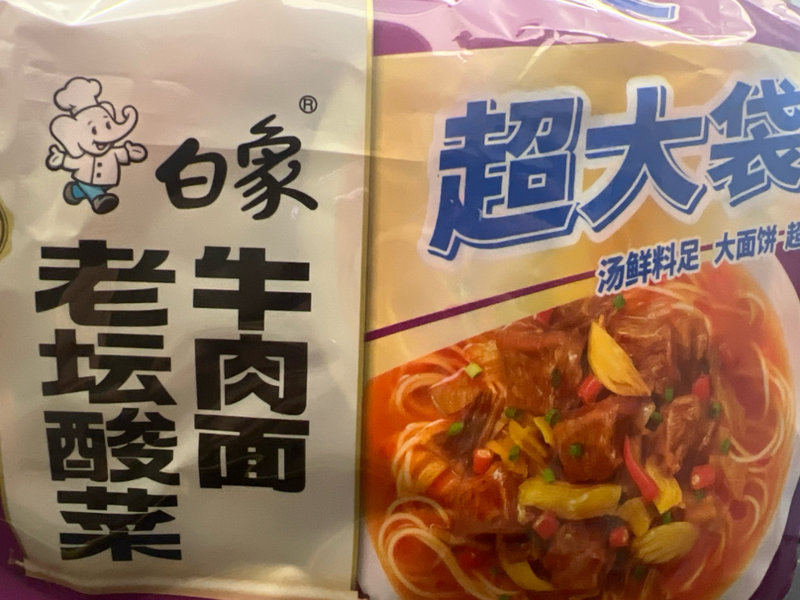 白象®
老坛酸菜
牛肉面
超大袋
汤鲜料足 大面饼 超